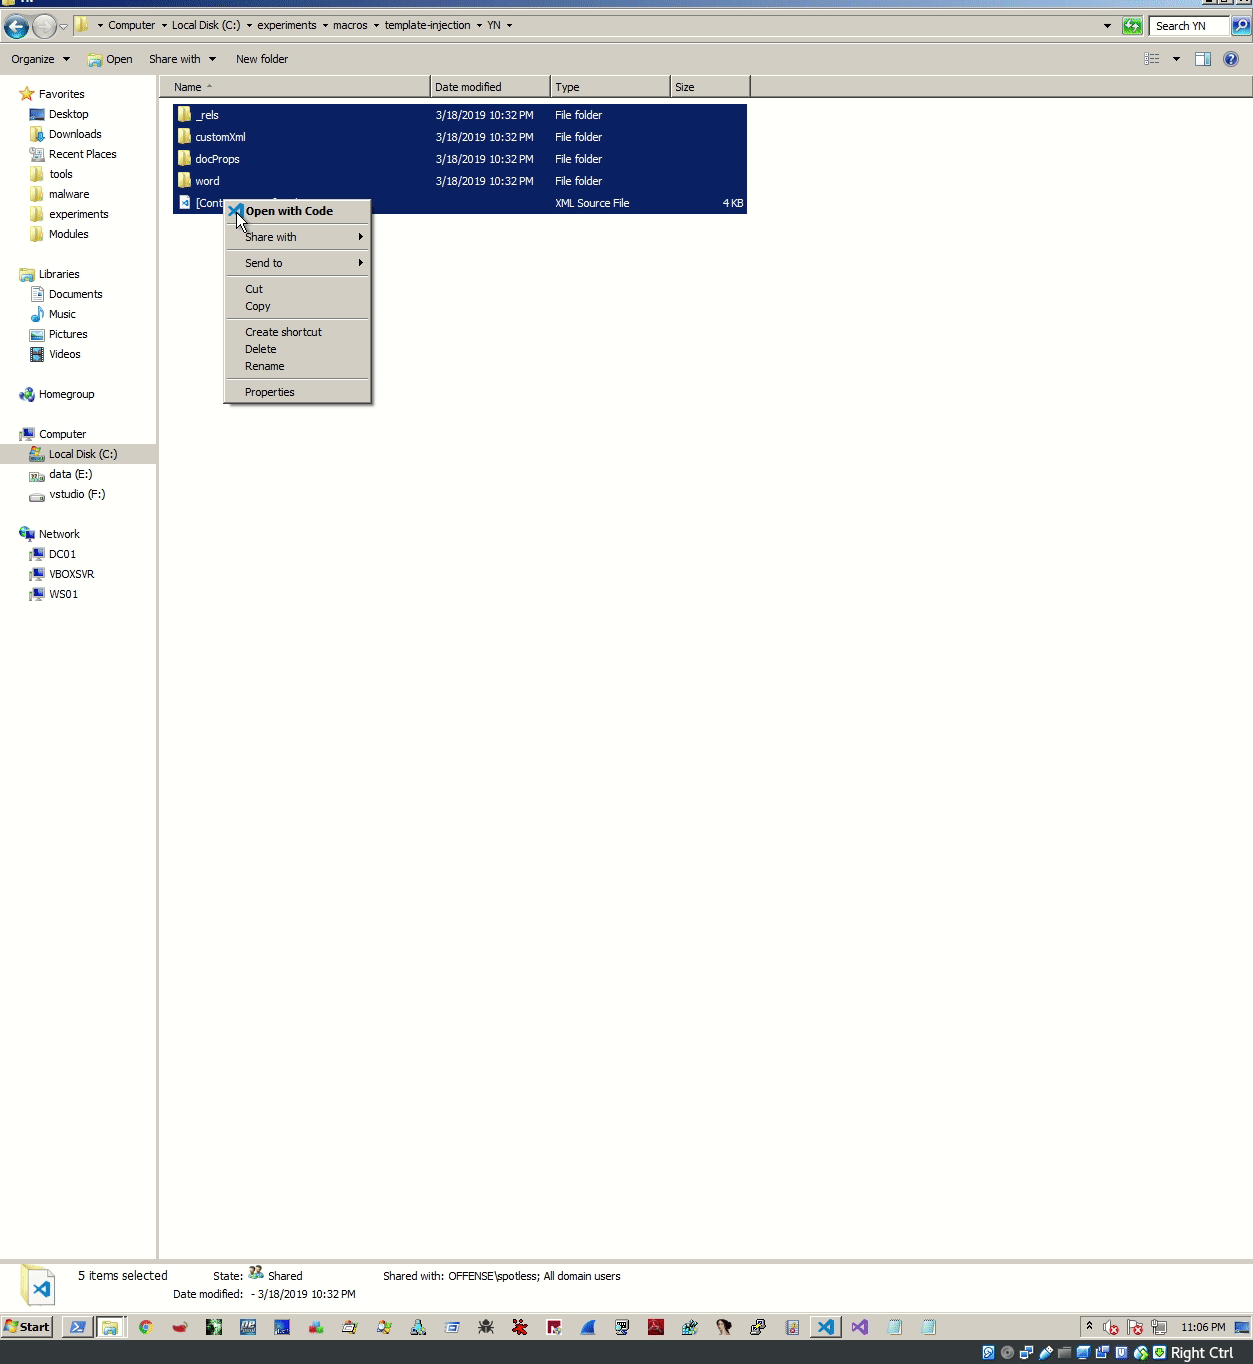 Computer Local Disk (C:) experiments macros template-injection YN
Search YN
Organize Open Share with New folder
Name Date modified Type Size
Favorites
Desktop
Downloads
Recent Places
tools
malware
experiments
Modules
Libraries
Documents
Music
Pictures
Videos
Homegroup
Computer
Local Disk (C:)
data (E:)
vstudio (F:)
Network
DC01
VBOXSVR
WS01
_rels 3/18/2019 10:32 PM File folder
customXml 3/18/2019 10:32 PM File folder
docProps 3/18/2019 10:32 PM File folder
word 3/18/2019 10:32 PM File folder
[Cont XML Source File 4 KB
Open with Code
Share with
Send to
Cut
Copy
Create shortcut
Delete
Rename
Properties
5 items selected State: Shared Shared with: OFFENSE\spotless; All domain users
Date modified: - 3/18/2019 10:32 PM
Start 11:06 PM
Right Ctrl